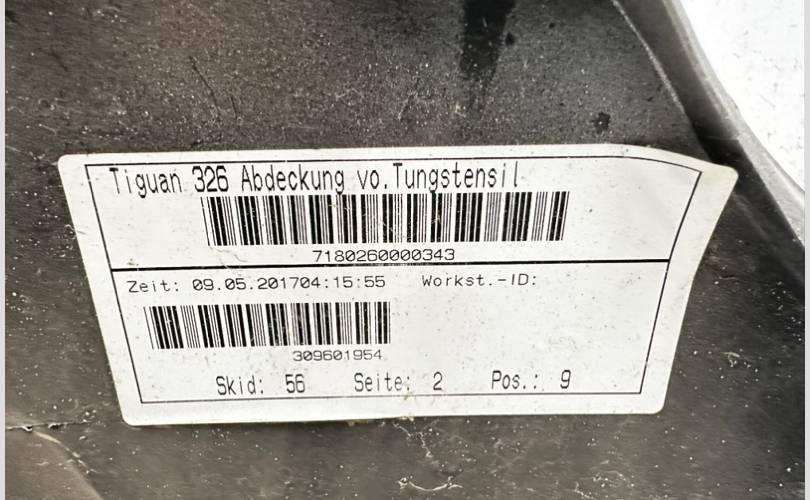 Tiguan 326 Abdeckung vo.Tungstensil
7180260000343
Zeit: 09.05.201704:15:55 Workst.-ID:
309601954
Skid: 56 Seite: 2 Pos.: 9